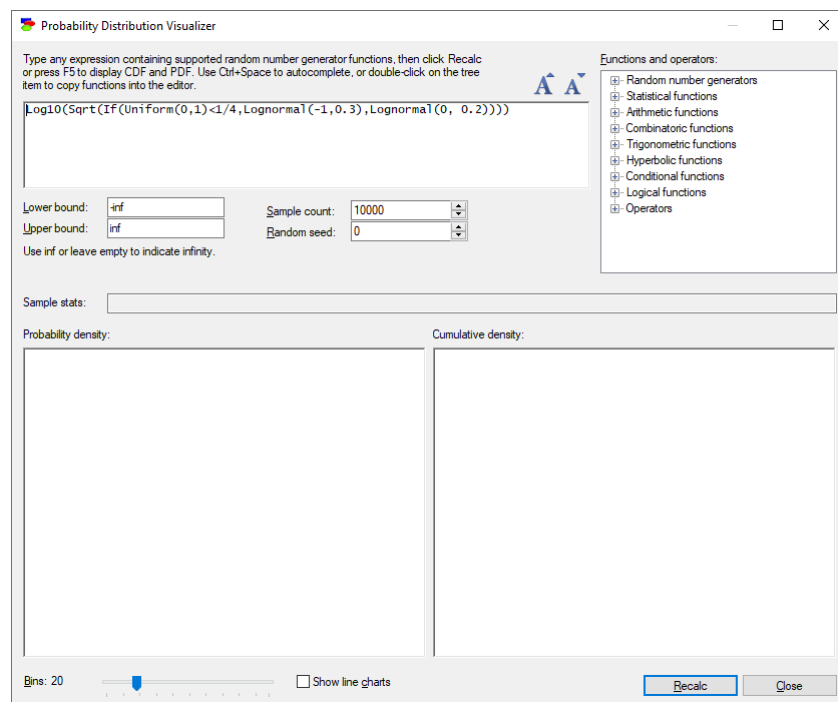 Probability Distribution Visualizer
Type any expression containing supported random number generator functions, then click Recalc
or press F5 to display CDF and PDF. Use Ctrl+Space to autocomplete, or double-click on the tree
item to copy functions into the editor.
A A
Log10(Sqrt(If(Uniform(0,1)<1/4,Lognormal(-1,0.3),Lognormal(0, 0.2))))
Functions and operators:
Random number generators
Statistical functions
Arithmetic functions
Combinatoric functions
Trigonometric functions
Hyperbolic functions
Conditional functions
Logical functions
Operators
Lower bound: -inf
Upper bound: inf
Use inf or leave empty to indicate infinity.
Sample count: 10000
Random seed: 0
Sample stats:
Probability density:
Cumulative density:
Bins: 20
Show line charts
Recalc
Close